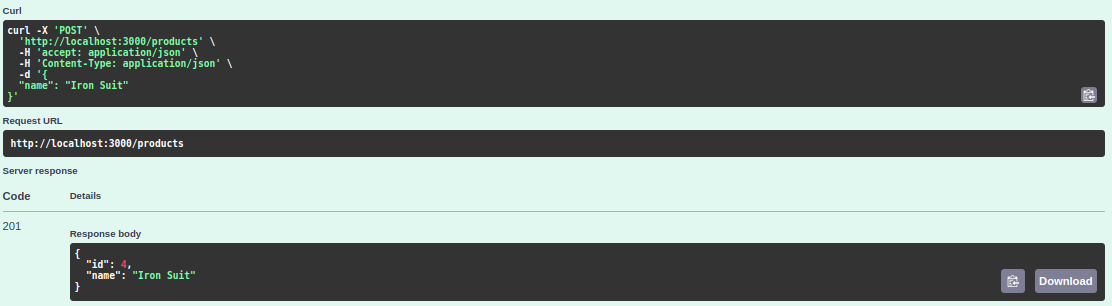 Curl
curl -X 'POST' \
  'http://localhost:3000/products' \
  -H 'accept: application/json' \
  -H 'Content-Type: application/json' \
  -d '{
  "name": "Iron Suit"
}'
Request URL
http://localhost:3000/products
Server response
Code Details
201
Response body
{
  "id": 4,
  "name": "Iron Suit"
}
Download